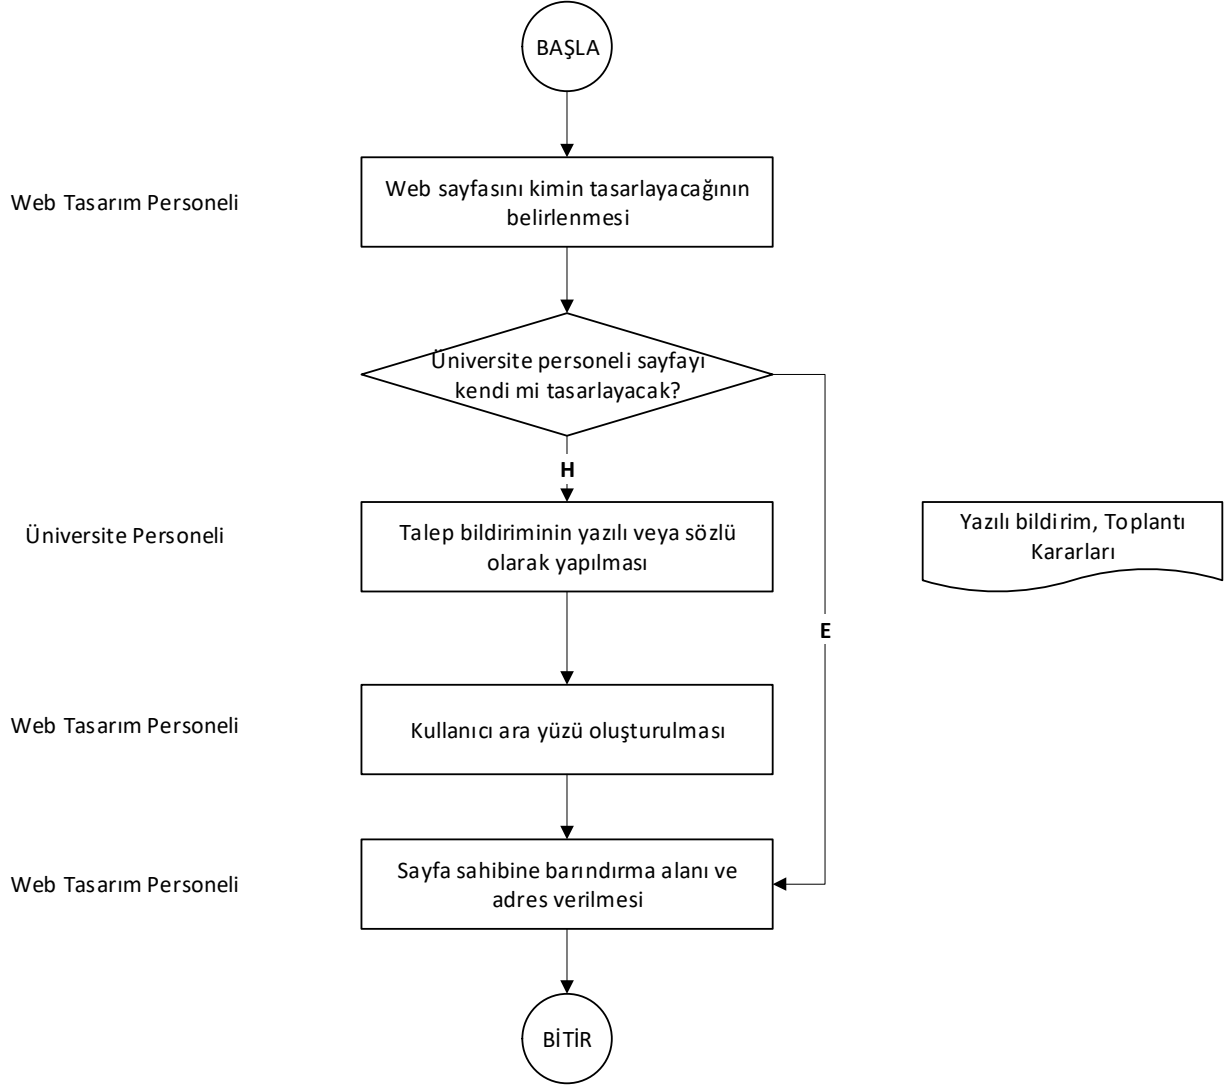 BAŞLA
Web Tasarım Personeli
Web sayfasını kimin tasarlayacağının
belirlenmesi
Üniversite personeli sayfayı
kendi mi tasarlayacak?
H
Üniversite Personeli
Talep bildiriminin yazılı veya sözlü
olarak yapılması
Yazılı bildirim, Toplantı
Kararları
E
Web Tasarım Personeli
Kullanıcı ara yüzü oluşturulması
Web Tasarım Personeli
Sayfa sahibine barındırma alanı ve
adres verilmesi
BİTİR